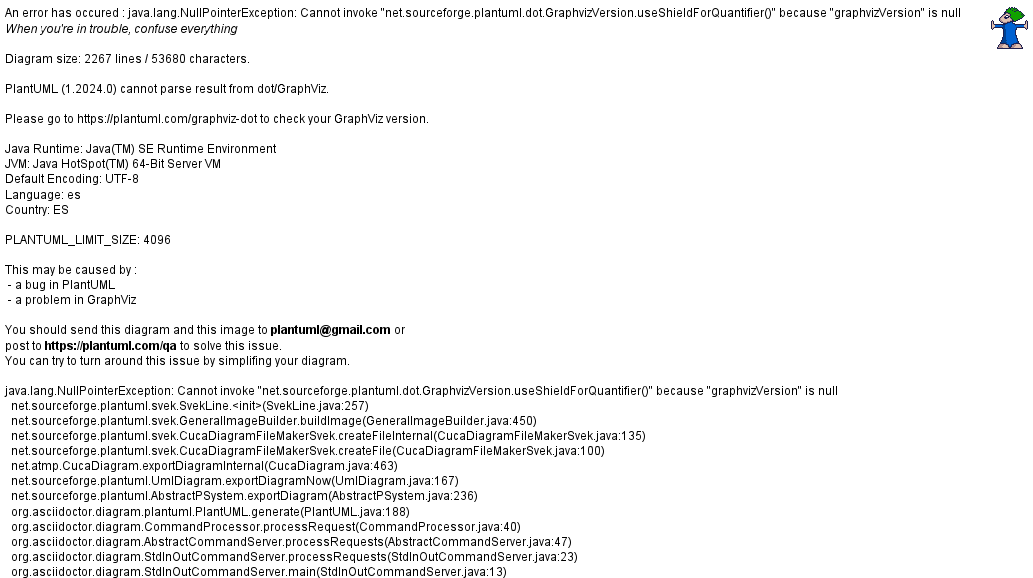 An error has occured : java.lang.NullPointerException: Cannot invoke "net.sourceforge.plantuml.dot.GraphvizVersion.useShieldForQuantifier()" because "graphvizVersion" is null
When you're in trouble, confuse everything
Diagram size: 2267 lines / 53680 characters.
PlantUML (1.2024.0) cannot parse result from dot/GraphViz.
Please go to https://plantuml.com/graphviz-dot to check your GraphViz version.
Java Runtime: Java(TM) SE Runtime Environment
JVM: Java HotSpot(TM) 64-Bit Server VM
Default Encoding: UTF-8
Language: es
Country: ES
PLANTUML_LIMIT_SIZE: 4096
This may be caused by :
- a bug in PlantUML
- a problem in GraphViz
You should send this diagram and this image to plantuml@gmail.com or
post to https://plantuml.com/qa to solve this issue.
You can try to turn around this issue by simplifing your diagram.
java.lang.NullPointerException: Cannot invoke "net.sourceforge.plantuml.dot.GraphvizVersion.useShieldForQuantifier()" because "graphvizVersion" is null
net.sourceforge.plantuml.svek.SvekLine.<init>(SvekLine.java:257)
net.sourceforge.plantuml.svek.GeneralImageBuilder.buildImage(GeneralImageBuilder.java:450)
net.sourceforge.plantuml.svek.CucaDiagramFileMakerSvek.createFileInternal(CucaDiagramFileMakerSvek.java:135)
net.sourceforge.plantuml.svek.CucaDiagramFileMakerSvek.createFile(CucaDiagramFileMakerSvek.java:100)
net.atmp.CucaDiagram.exportDiagramInternal(CucaDiagram.java:463)
net.sourceforge.plantuml.UmlDiagram.exportDiagramNow(UmlDiagram.java:167)
net.sourceforge.plantuml.AbstractPSystem.exportDiagram(AbstractPSystem.java:236)
org.asciidoctor.diagram.plantuml.PlantUML.generate(PlantUML.java:188)
org.asciidoctor.diagram.CommandProcessor.processRequest(CommandProcessor.java:40)
org.asciidoctor.diagram.AbstractCommandServer.processRequests(AbstractCommandServer.java:47)
org.asciidoctor.diagram.StdInOutCommandServer.processRequests(StdInOutCommandServer.java:23)
org.asciidoctor.diagram.StdInOutCommandServer.main(StdInOutCommandServer.java:13)